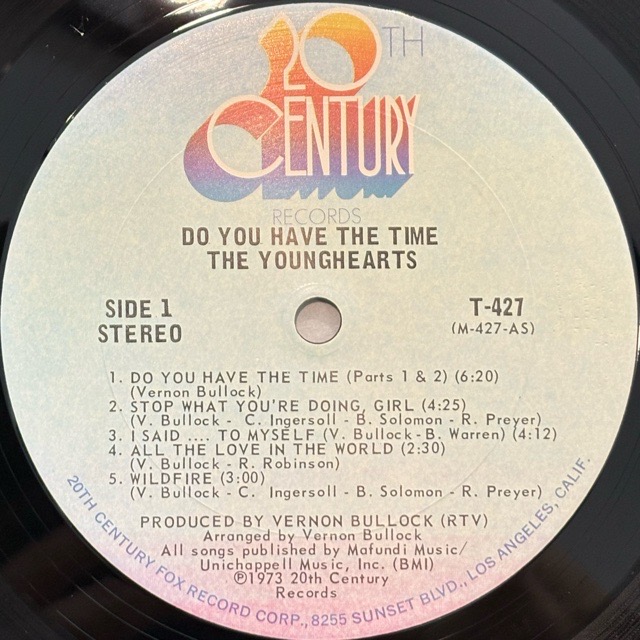 20TH
CENTURY
RECORDS
DO YOU HAVE THE TIME
THE YOUNGHEARTS
SIDE 1
STEREO
T-427
(M-427-AS)
1. DO YOU HAVE THE TIME (Parts 1 & 2) (6:20)
(Vernon Bullock)
2. STOP WHAT YOU'RE DOING, GIRL (4:25)
(V. Bullock - C. Ingersoll - B. Solomon - R. Preyer)
3. I SAID .... TO MYSELF (V. Bullock - B. Warren) (4:12)
4. ALL THE LOVE IN THE WORLD (2:30)
(V. Bullock - R. Robinson)
5. WILDFIRE (3:00)
(V. Bullock - C. Ingersoll - B. Solomon - R. Preyer)
PRODUCED BY VERNON BULLOCK (RTV)
Arranged by Vernon Bullock
All songs published by Mafundi Music/
Unichappell Music, Inc. (BMI)
℗1973 20th Century
Records
20TH CENTURY FOX RECORD CORP., 8255 SUNSET BLVD., LOS ANGELES, CALIF.